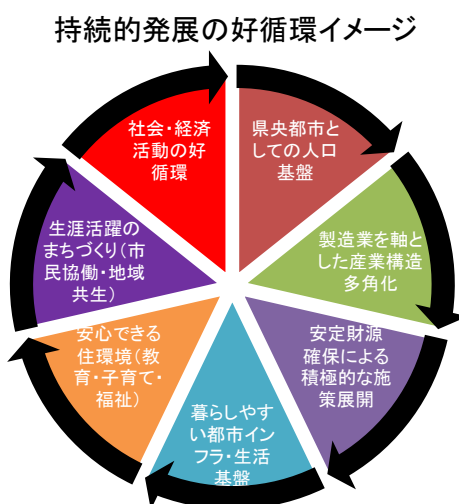 持続的発展の好循環イメージ
県央都市と
しての人口
基盤
製造業を軸と
した産業構造
多角化
安定財源
確保による
積極的な施
策展開
暮らしやす
い都市イン
フラ・生活
基盤
安心できる
住環境（教
育・子育て・
福祉）
生涯活躍の
まちづくり（市
民協働・地域
共生）
社会・経済
活動の好
循環